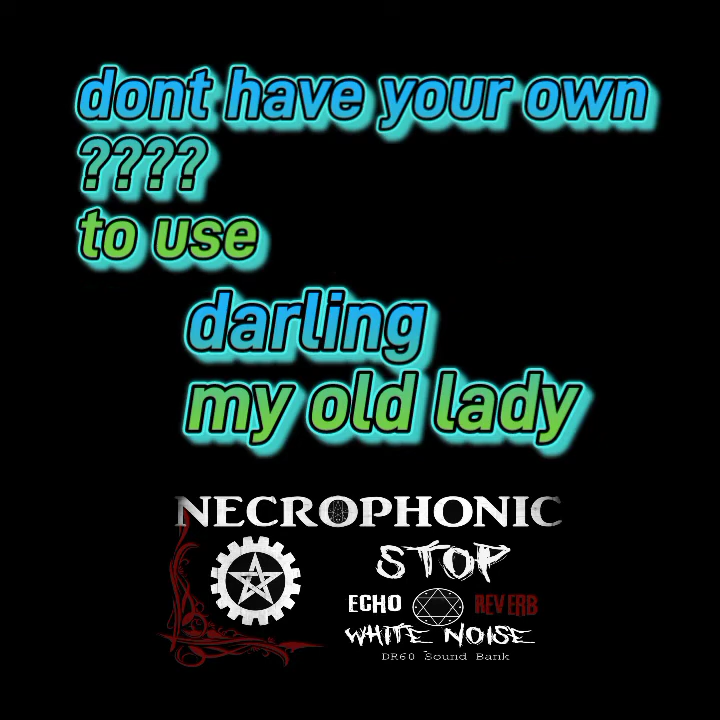 dont have your own
????
to use
darling
my old lady
NECROPHONIC
STOP
ECHO REVERB
WHITE NOISE
DR60 Sound Bank